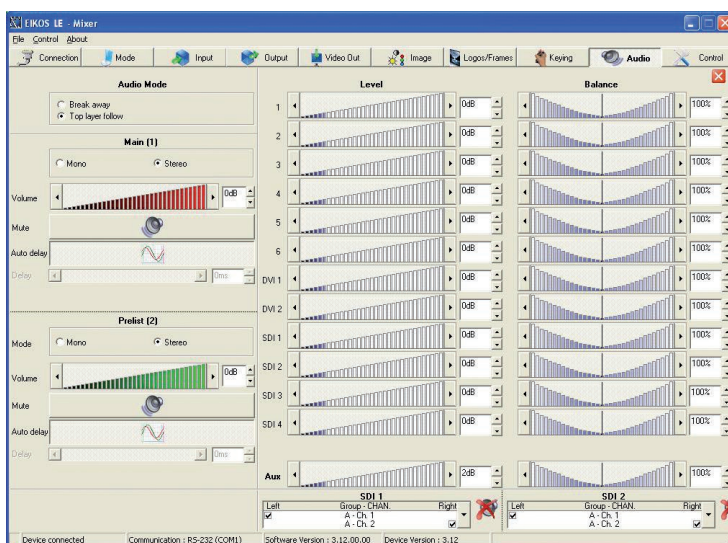 EIKOS LE - Mixer
File Control About
Connection Mode Input Output Video Out Image Logos/Frames Keying Audio Control
Audio Mode
Break away
Top layer follow
Main (1)
Mono Stereo
Volume 0dB
Mute
Auto delay
Delay 0ms
Prelist (2)
Mode Mono Stereo
Volume 0dB
Mute
Auto delay
Delay 0ms
Level Balance
1 0dB 100%
2 0dB 100%
3 0dB 100%
4 0dB 100%
5 0dB 100%
6 0dB 100%
DVI 1 0dB 100%
DVI 2 0dB 100%
SDI 1 0dB 100%
SDI 2 0dB 100%
SDI 3 0dB 100%
SDI 4 0dB 100%
Aux 2dB 100%
SDI 1
Left Group - CHAN. Right
A - Ch. 1
A - Ch. 2
SDI 2
Left Group - CHAN. Right
A - Ch. 1
A - Ch. 2
Device connected Communication : RS-232 (COM1) Software Version : 3.12.00.00 Device Version : 3.12